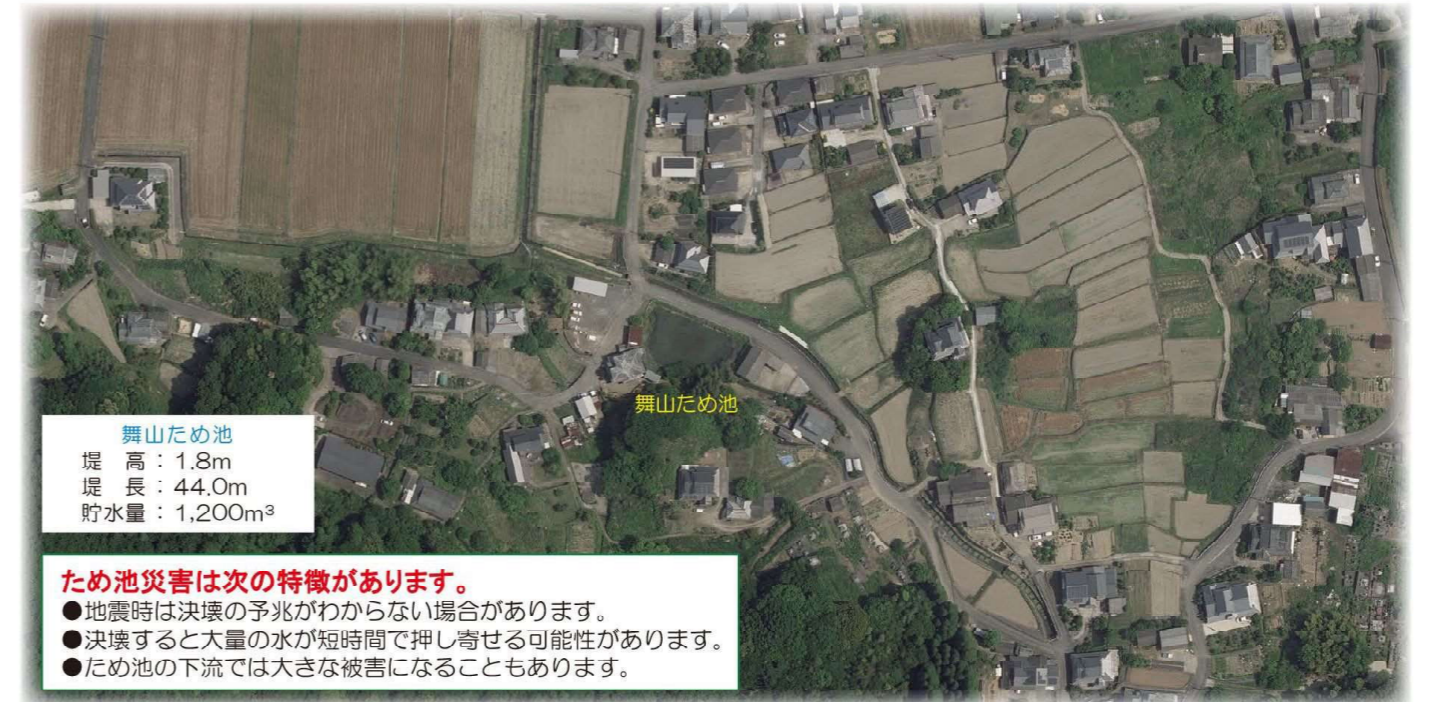 舞山ため池
舞山ため池
堤　高：1.8m
堤　長：44.0m
貯水量：1,200m³
ため池災害は次の特徴があります。
●地震時は決壊の予兆がわからない場合があります。
●決壊すると大量の水が短時間で押し寄せる可能性があります。
●ため池の下流では大きな被害になることもあります。